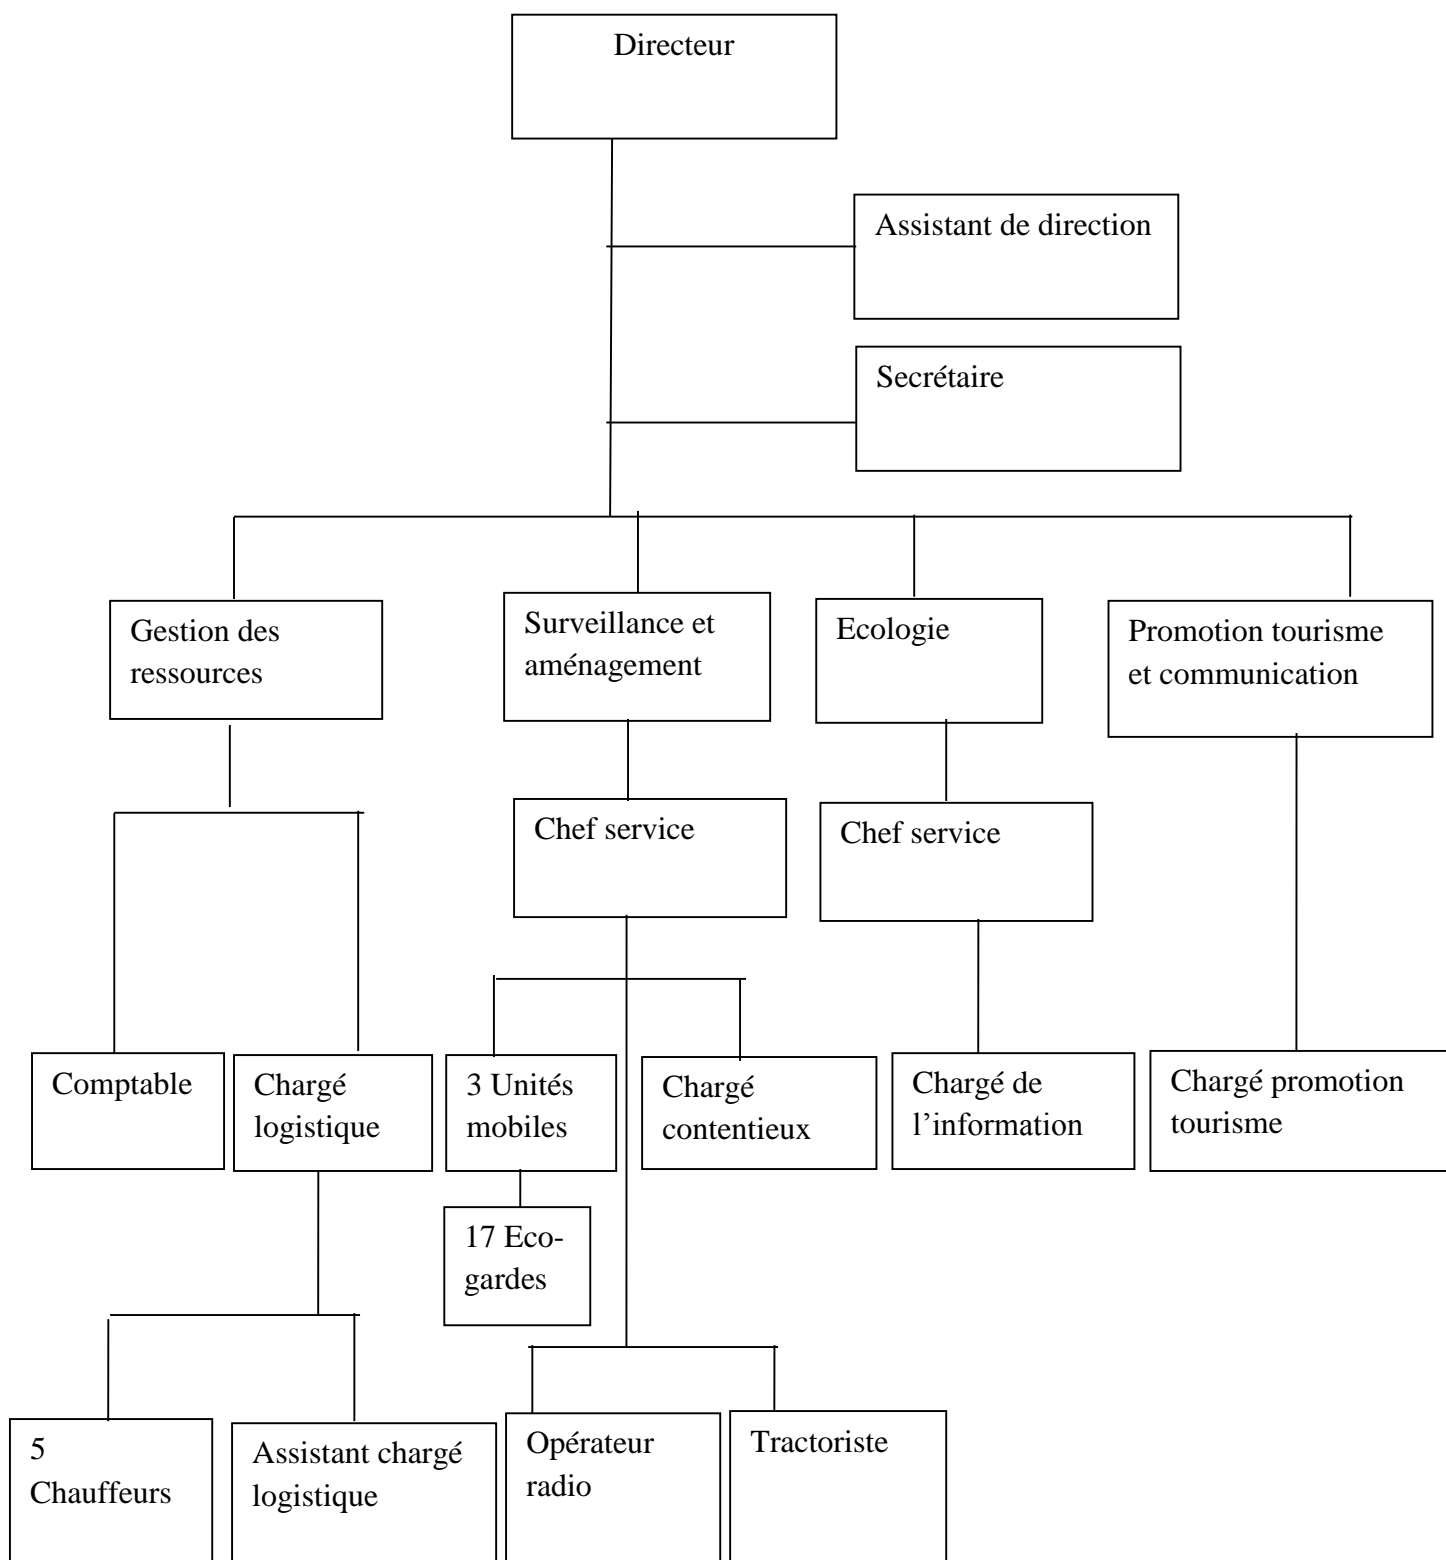 Directeur
Assistant de direction
Secrétaire
Gestion des
ressources
Surveillance et
aménagement
Ecologie
Promotion tourisme
et communication
Chef service
Chef service
Comptable
Chargé
logistique
3 Unités
mobiles
Chargé
contentieux
Chargé de
l’information
Chargé promotion
tourisme
17 Eco-
gardes
5
Chauffeurs
Assistant chargé
logistique
Opérateur
radio
Tractoriste